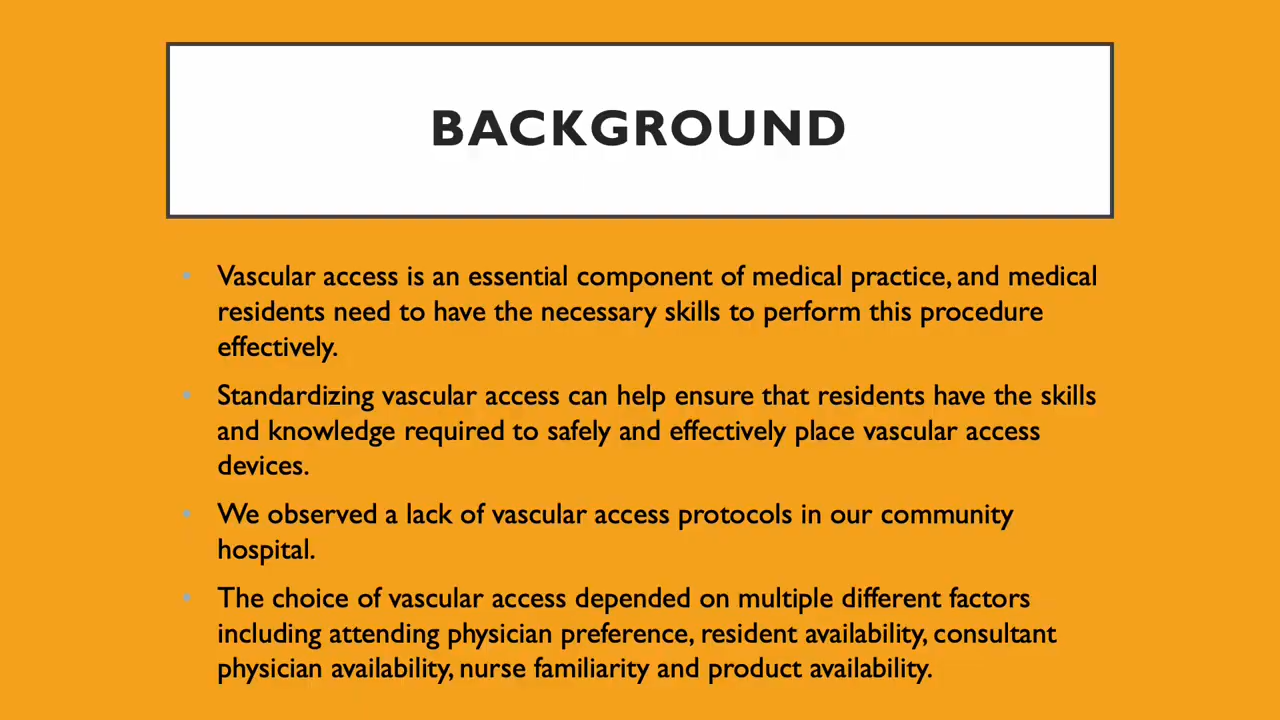 BACKGROUND
• Vascular access is an essential component of medical practice, and medical
residents need to have the necessary skills to perform this procedure
effectively.
• Standardizing vascular access can help ensure that residents have the skills
and knowledge required to safely and effectively place vascular access
devices.
• We observed a lack of vascular access protocols in our community
hospital.
• The choice of vascular access depended on multiple different factors
including attending physician preference, resident availability, consultant
physician availability, nurse familiarity and product availability.